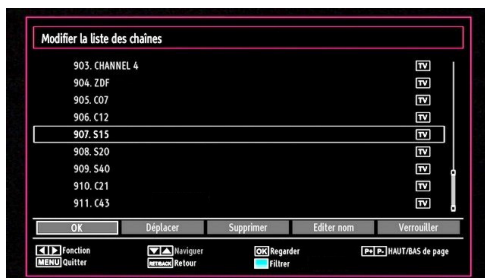 Modifier la liste des chaînes
903. CHANNEL 4 TV
904. ZDF TV
905. C07 TV
906. C12 TV
907. S15 TV
908. S20 TV
909. S40 TV
910. C21 TV
911. C43 TV
OK Déplacer Supprimer Editer nom Verrouiller
Fonction Naviguer OK Regarder P+ P- HAUT/BAS de page
MENU Quitter RET/BACK Retour Filtrer